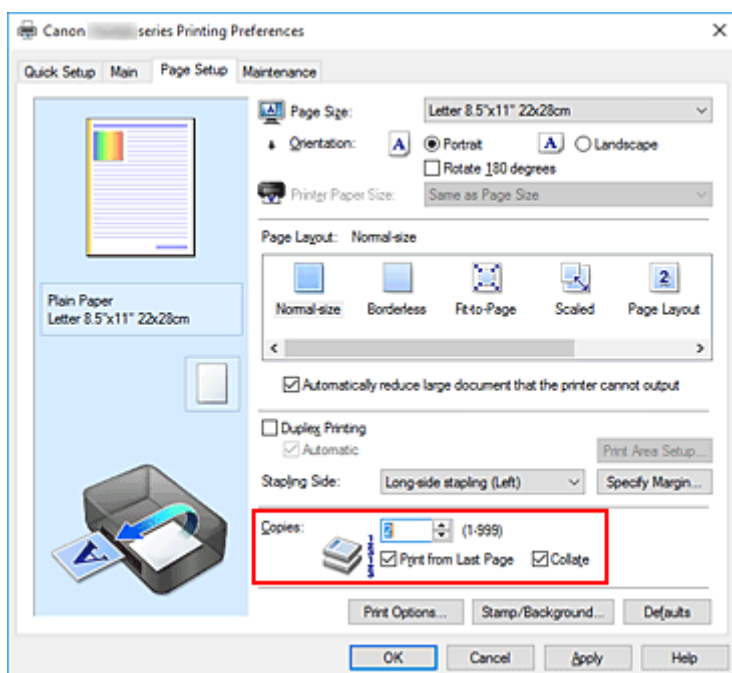 Canon series Printing Preferences
Quick Setup Main Page Setup Maintenance
Page Size: Letter 8.5"x11" 22x28cm
Orientation: A Portrait A Landscape
Rotate 180 degrees
Printer Paper Size: Same as Page Size
Page Layout: Normal-size
Normal-size Borderless Fit-to-Page Scaled Page Layout
Automatically reduce large document that the printer cannot output
Plain Paper
Letter 8.5"x11" 22x28cm
Duplex Printing
Automatic
Print Area Setup...
Stapling Side: Long-side stapling (Left) Specify Margin...
Copies: 2 (1-999)
Print from Last Page Collate
Print Options... Stamp/Background... Defaults
OK Cancel Apply Help